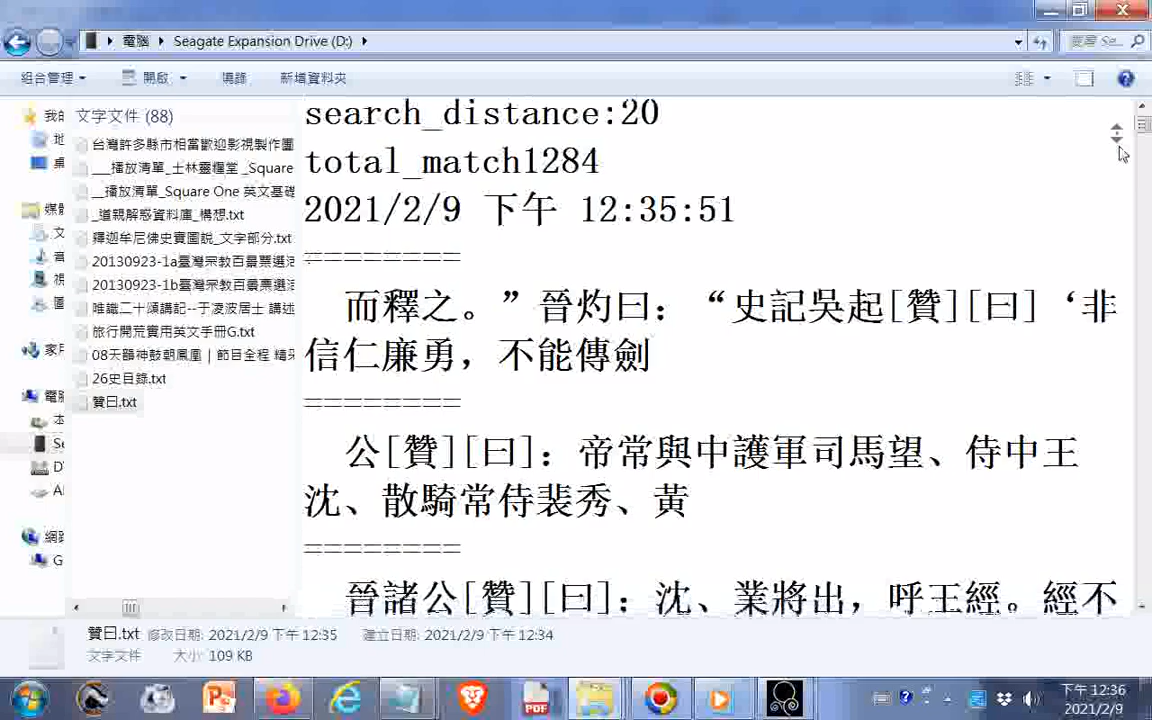 電腦 ▸ Seagate Expansion Drive (D:) ▸
搜尋 Se...
組合管理 開啟 燒錄 新增資料夾
文字文件 (88)
台灣許多縣市相當歡迎影視製作團
___播放清單_士林靈糧堂 _Square
__播放清單_Square One 英文基礎
_道親解惑資料庫_構想.txt
釋迦牟尼佛史實圖說_文字部分.txt
20130923-1a臺灣宗教百景票選活
20130923-1b臺灣宗教百景票選活
唯識二十頌講記--于凌波居士 講述
旅行開荒實用英文手冊G.txt
08天韻神鼓朝鳳凰｜節目全程 精采
26史目錄.txt
贊曰.txt
search_distance:20
total_match1284
2021/2/9 下午 12:35:51
========
而釋之。”晉灼曰：“史記吳起[贊][曰]‘非
信仁廉勇，不能傳劍
========
公[贊][曰]：帝常與中護軍司馬望、侍中王
沈、散騎常侍裴秀、黃
========
晉諸公[贊][曰]：沈、業將出，呼王經。經不
贊曰.txt 修改日期: 2021/2/9 下午 12:35 建立日期: 2021/2/9 下午 12:34
文字文件 大小: 109 KB
PDF
下午 12:36
2021/2/9